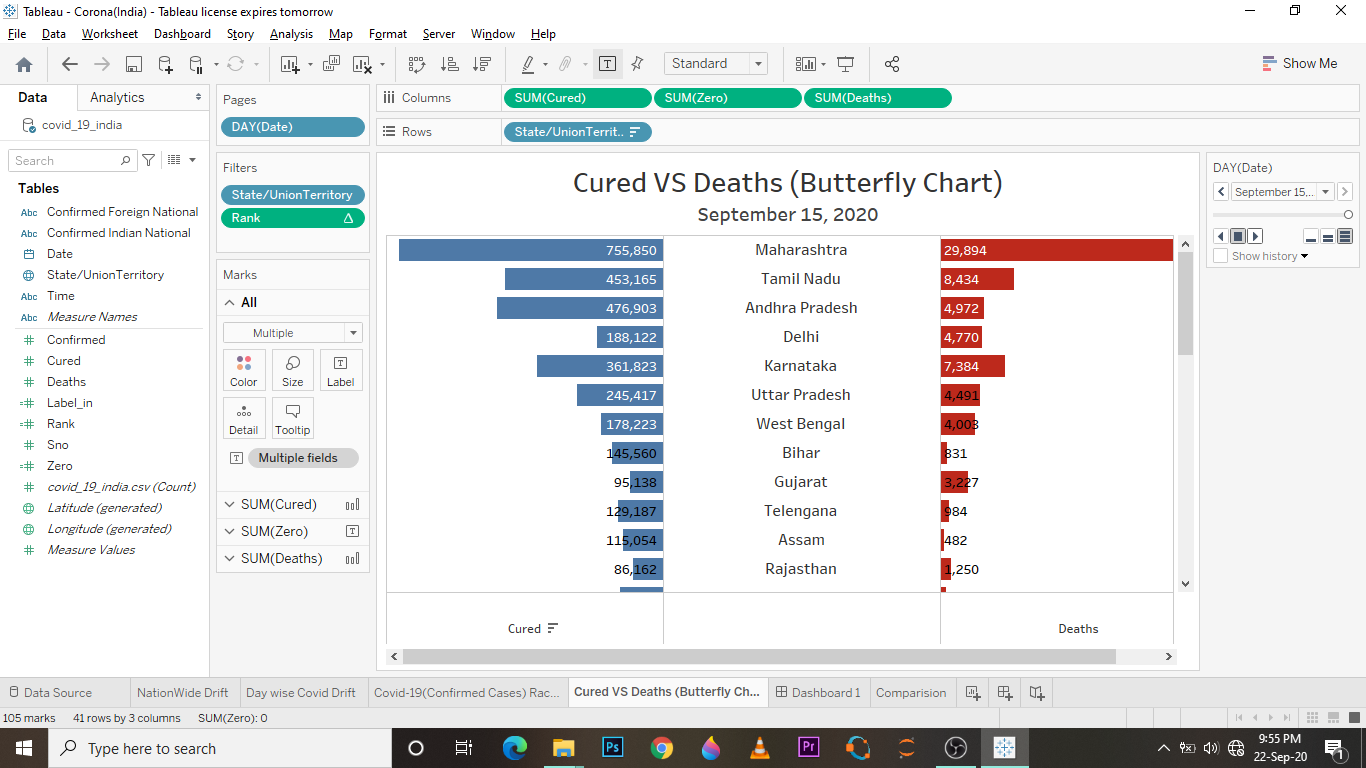 Tableau - Corona(India) - Tableau license expires tomorrow
File Data Worksheet Dashboard Story Analysis Map Format Server Window Help
Standard
Show Me
Data Analytics
covid_19_india
Search
Tables
Abc Confirmed Foreign National
Abc Confirmed Indian National
Date
State/UnionTerritory
Abc Time
Abc Measure Names
# Confirmed
# Cured
# Deaths
=# Label_in
=# Rank
# Sno
=# Zero
# covid_19_india.csv (Count)
Latitude (generated)
Longitude (generated)
# Measure Values
Pages
DAY(Date)
Filters
State/UnionTerritory
Rank Δ
Marks
All
Multiple
Color Size Label
Detail Tooltip
Multiple fields
SUM(Cured)
SUM(Zero)
SUM(Deaths)
Columns SUM(Cured) SUM(Zero) SUM(Deaths)
Rows State/UnionTerrit..
Cured VS Deaths (Butterfly Chart)
September 15, 2020
755,850 Maharashtra 29,894
453,165 Tamil Nadu 8,434
476,903 Andhra Pradesh 4,972
188,122 Delhi 4,770
361,823 Karnataka 7,384
245,417 Uttar Pradesh 4,491
178,223 West Bengal 4,003
145,560 Bihar 831
95,138 Gujarat 3,227
129,187 Telengana 984
115,054 Assam 482
86,162 Rajasthan 1,250
Cured Deaths
DAY(Date)
September 15,..
Show history
Data Source NationWide Drift Day wise Covid Drift Covid-19(Confirmed Cases) Rac... Cured VS Deaths (Butterfly Ch... Dashboard 1 Comparision
105 marks 41 rows by 3 columns SUM(Zero): 0
Type here to search
Ps
Pr
9:55 PM
22-Sep-20
1